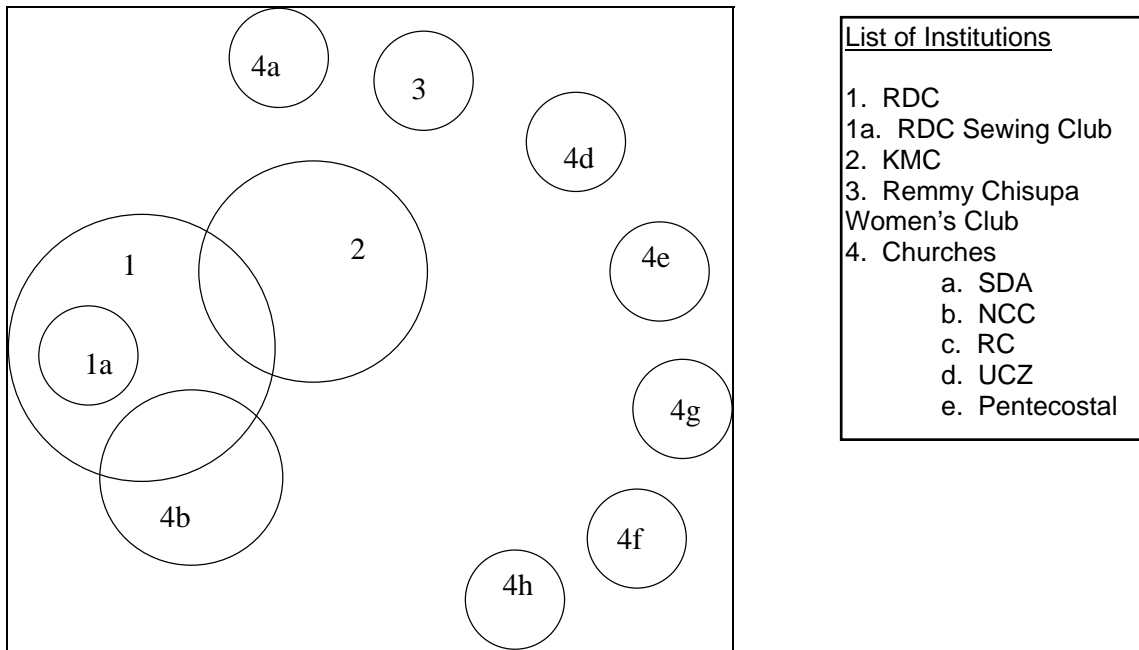 4a
3
4d
2
4e
1
1a
4g
4b
4f
4h
List of Institutions
1. RDC
1a. RDC Sewing Club
2. KMC
3. Remmy Chisupa
Women’s Club
4. Churches
a. SDA
b. NCC
c. RC
d. UCZ
e. Pentecostal